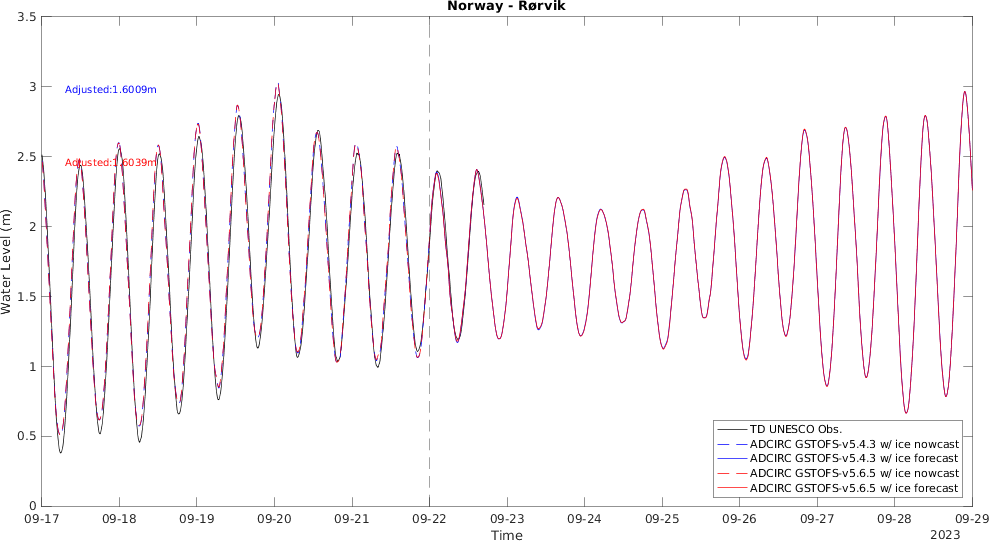 Norway - Rørvik
3.5
3
2.5
2
1.5
1
0.5
0
Water Level (m)
Adjusted:1.6009m
Adjusted:1.6039m
TD UNESCO Obs.
ADCIRC GSTOFS-v5.4.3 w/ ice nowcast
ADCIRC GSTOFS-v5.4.3 w/ ice forecast
ADCIRC GSTOFS-v5.6.5 w/ ice nowcast
ADCIRC GSTOFS-v5.6.5 w/ ice forecast
09-17 09-18 09-19 09-20 09-21 09-22 09-23 09-24 09-25 09-26 09-27 09-28 09-29
Time
2023